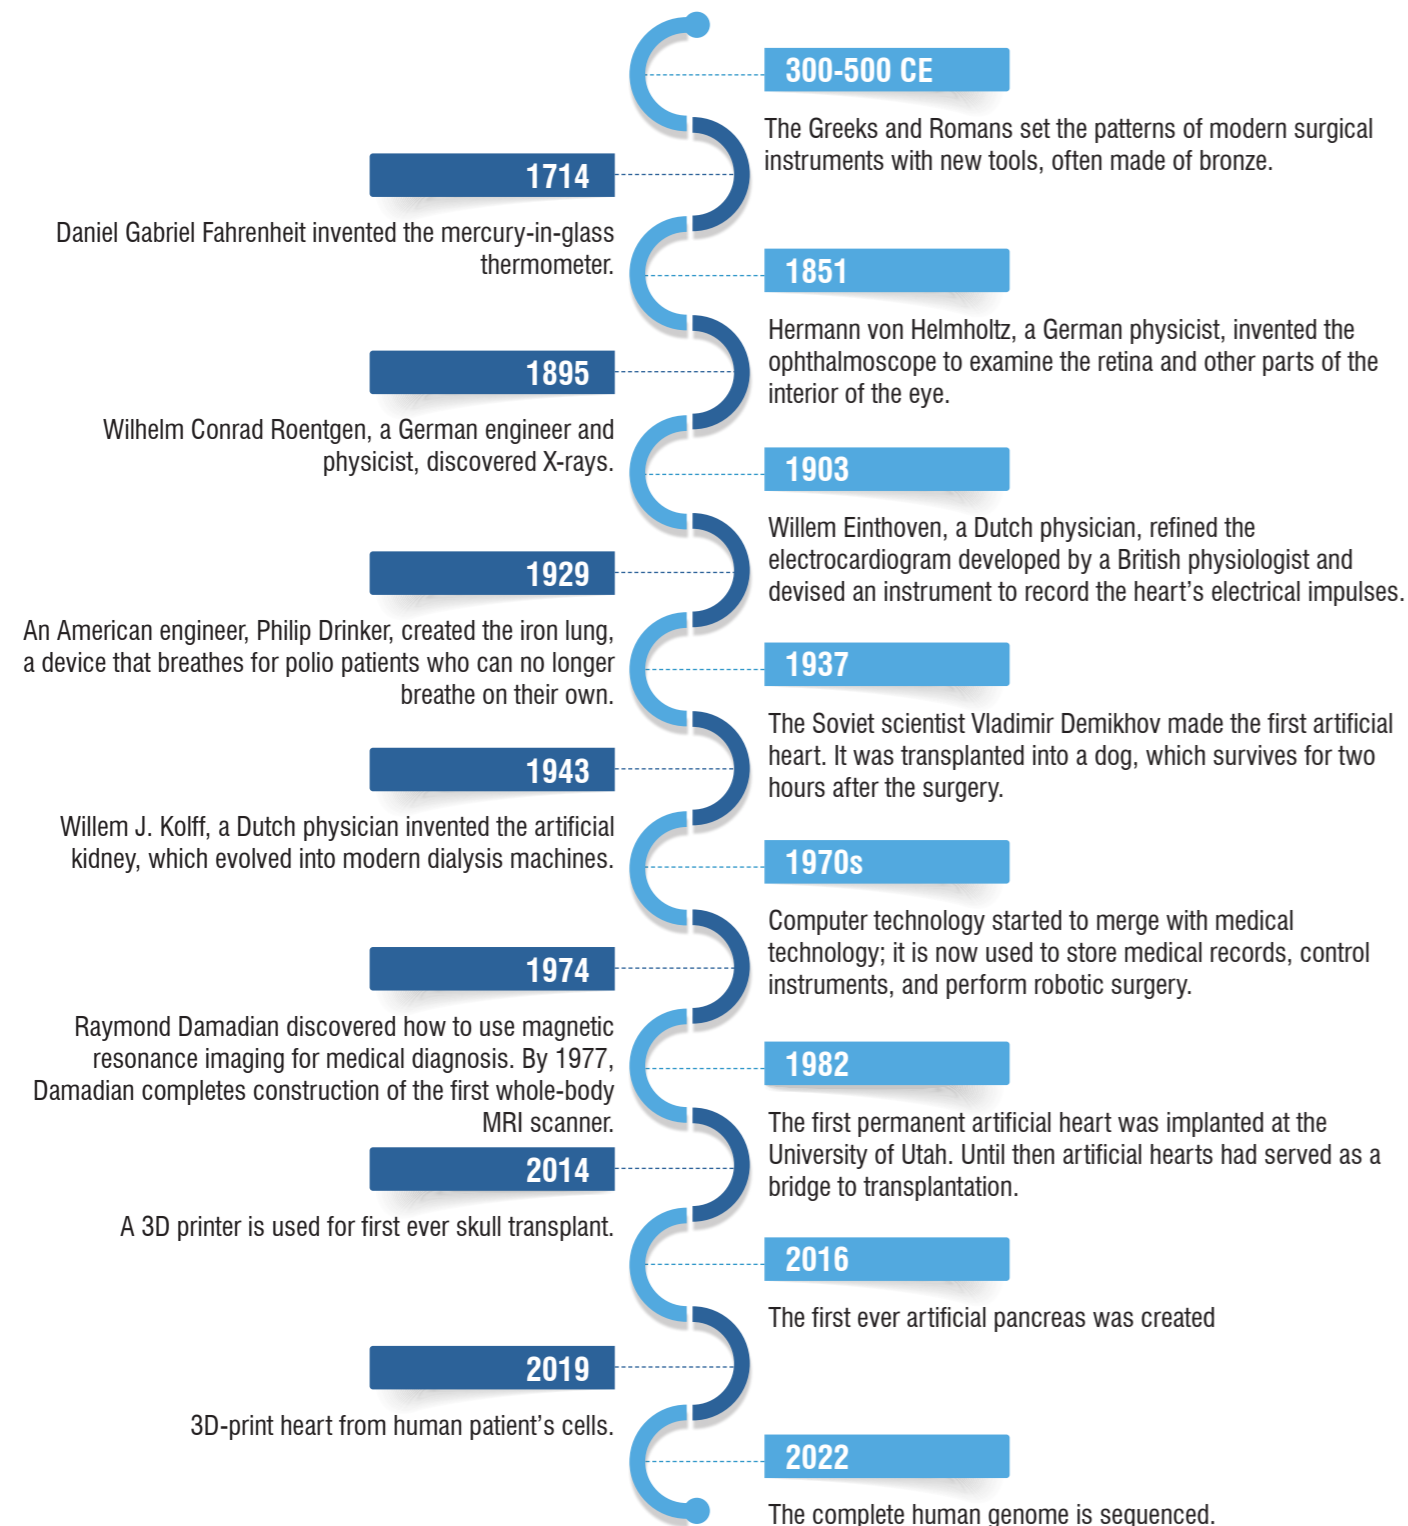 300-500 CE
The Greeks and Romans set the patterns of modern surgical
instruments with new tools, often made of bronze.
1714
Daniel Gabriel Fahrenheit invented the mercury-in-glass
thermometer.
1851
Hermann von Helmholtz, a German physicist, invented the
ophthalmoscope to examine the retina and other parts of the
interior of the eye.
1895
Wilhelm Conrad Roentgen, a German engineer and
physicist, discovered X-rays.
1903
Willem Einthoven, a Dutch physician, refined the
electrocardiogram developed by a British physiologist and
devised an instrument to record the heart's electrical impulses.
1929
An American engineer, Philip Drinker, created the iron lung,
a device that breathes for polio patients who can no longer
breathe on their own.
1937
The Soviet scientist Vladimir Demikhov made the first artificial
heart. It was transplanted into a dog, which survives for two
hours after the surgery.
1943
Willem J. Kolff, a Dutch physician invented the artificial
kidney, which evolved into modern dialysis machines.
1970s
Computer technology started to merge with medical
technology; it is now used to store medical records, control
instruments, and perform robotic surgery.
1974
Raymond Damadian discovered how to use magnetic
resonance imaging for medical diagnosis. By 1977,
Damadian completes construction of the first whole-body
MRI scanner.
1982
The first permanent artificial heart was implanted at the
University of Utah. Until then artificial hearts had served as a
bridge to transplantation.
2014
A 3D printer is used for first ever skull transplant.
2016
The first ever artificial pancreas was created
2019
3D-print heart from human patient's cells.
2022
The complete human genome is sequenced.